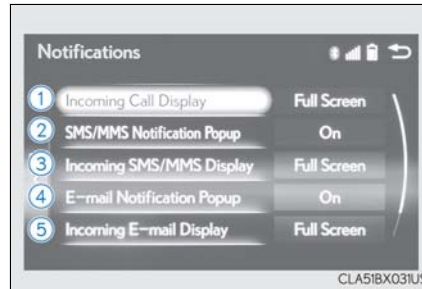 Notifications
1 Incoming Call Display Full Screen
2 SMS/MMS Notification Popup On
3 Incoming SMS/MMS Display Full Screen
4 E-mail Notification Popup On
5 Incoming E-mail Display Full Screen
CLA51BX031US